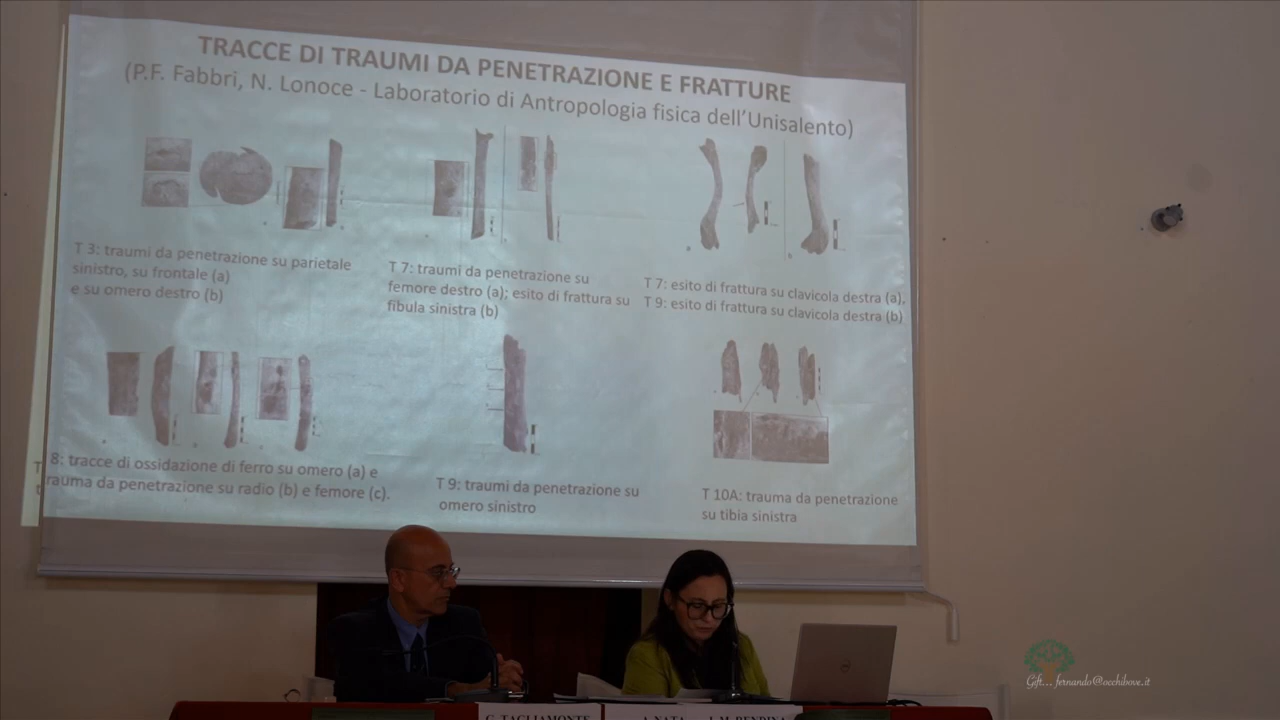 TRACCE DI TRAUMI DA PENETRAZIONE E FRATTURE
(P.F. Fabbri, N. Lonoce - Laboratorio di Antropologia fisica dell'Unisalento)
T 3: traumi da penetrazione su parietale
sinistro, su frontale (a)
e su omero destro (b)
T 7: traumi da penetrazione su
femore destro (a); esito di frattura su
fibula sinistra (b)
T 7: esito di frattura su clavicola destra (a).
T 9: esito di frattura su clavicola destra (b)
T 8: tracce di ossidazione di ferro su omero (a) e
trauma da penetrazione su radio (b) e femore (c).
T 9: traumi da penetrazione su
omero sinistro
T 10A: trauma da penetrazione
su tibia sinistra
DELL
Gift... fernando@occhibove.it
G. TAGLIAMONTE